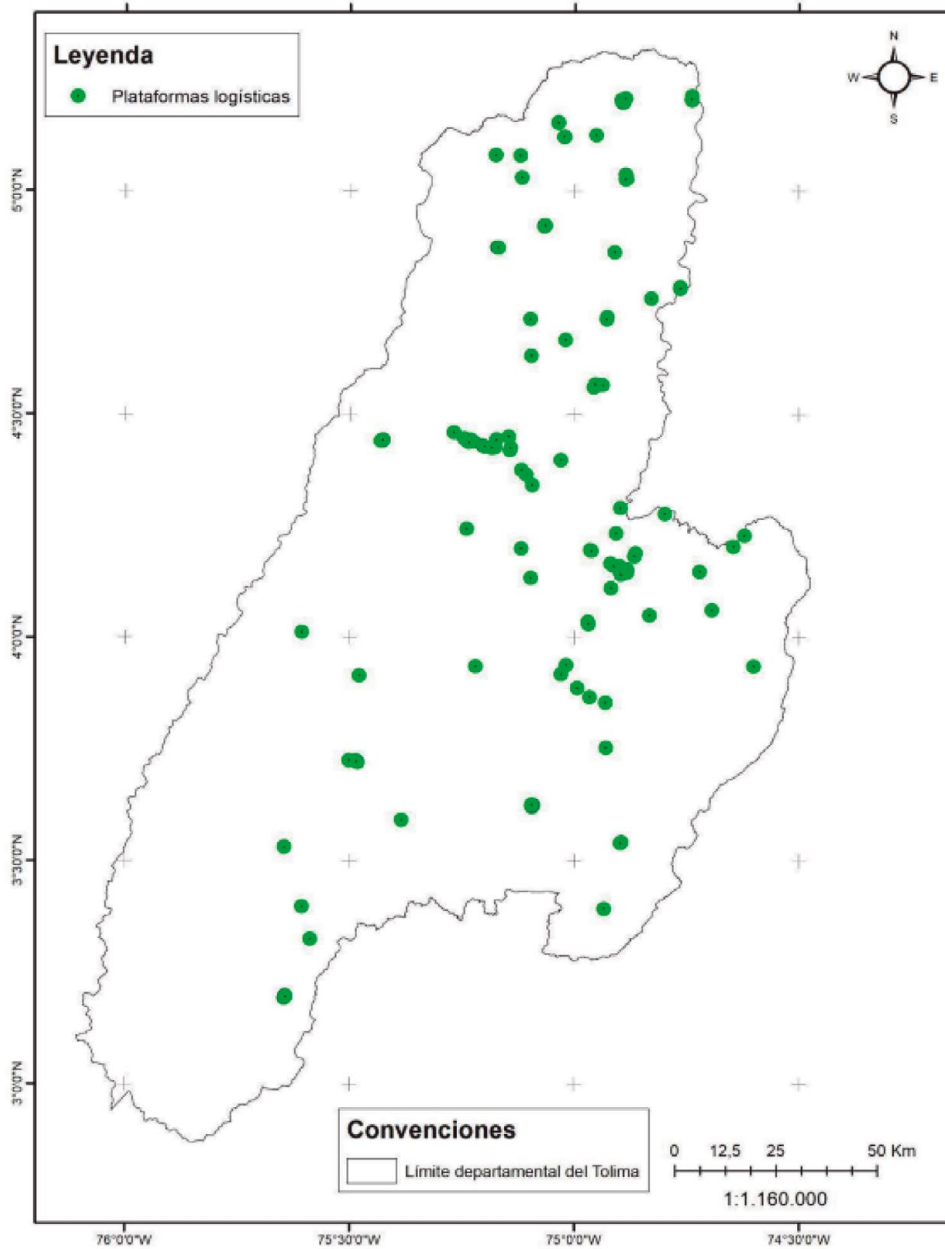 Leyenda
Plataformas logísticas
N
W
E
S
5°0'0"N
4°30'0"N
4°0'0"N
3°30'0"N
3°0'0"N
Convenciones
Límite departamental del Tolima
0 12,5 25 50 Km
1:1.160.000
76°0'0"W 75°30'0"W 75°0'0"W 74°30'0"W